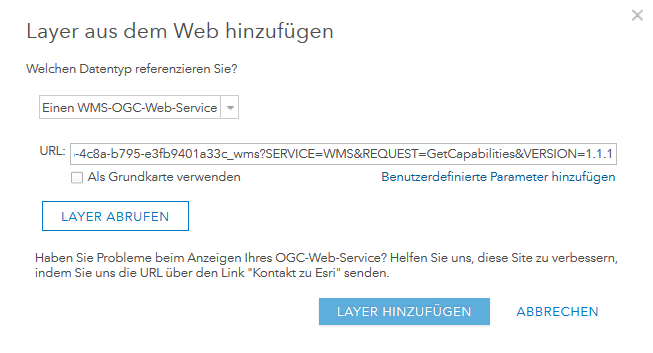 Layer aus dem Web hinzufügen
Welchen Datentyp referenzieren Sie?
Einen WMS-OGC-Web-Service
URL: -4c8a-b795-e3fb9401a33c_wms?SERVICE=WMS&REQUEST=GetCapabilities&VERSION=1.1.1
Als Grundkarte verwenden Benutzerdefinierte Parameter hinzufügen
LAYER ABRUFEN
Haben Sie Probleme beim Anzeigen Ihres OGC-Web-Service? Helfen Sie uns, diese Site zu verbessern,
indem Sie uns die URL über den Link "Kontakt zu Esri" senden.
LAYER HINZUFÜGEN ABBRECHEN